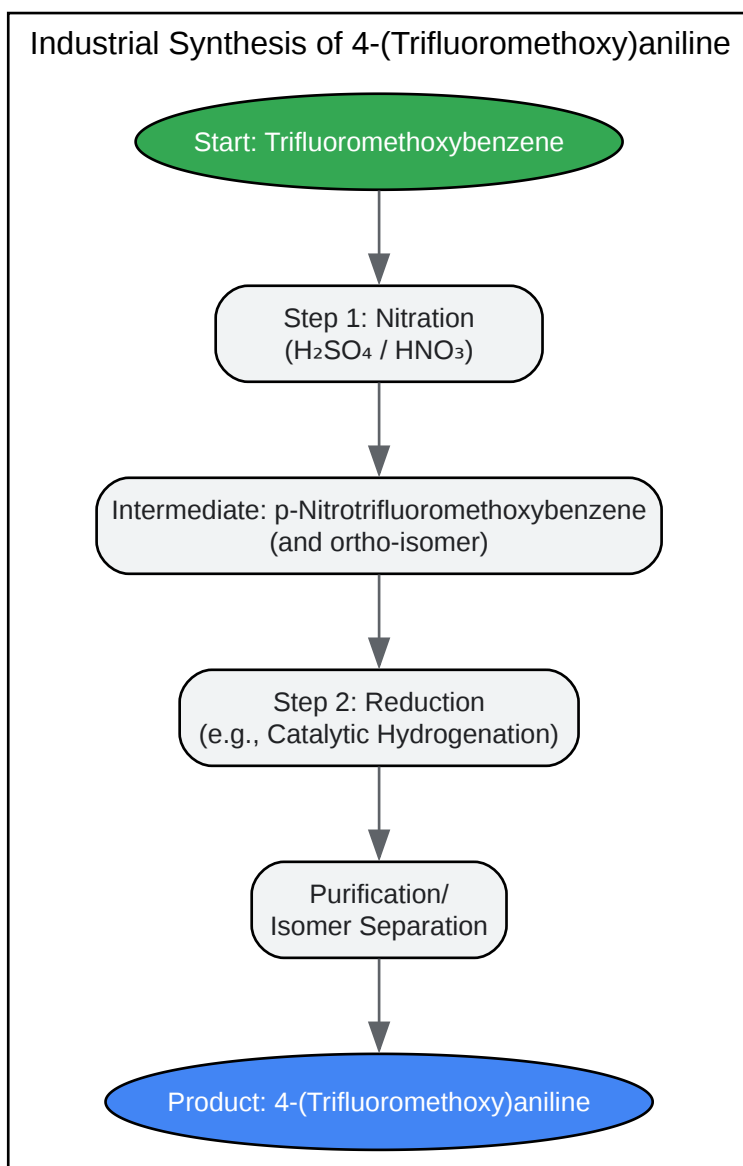 Industrial Synthesis of 4-(Trifluoromethoxy)aniline
Start: Trifluoromethoxybenzene
Step 1: Nitration
(H₂SO₄ / HNO₃)
Intermediate: p-Nitrotrifluoromethoxybenzene
(and ortho-isomer)
Step 2: Reduction
(e.g., Catalytic Hydrogenation)
Purification/
Isomer Separation
Product: 4-(Trifluoromethoxy)aniline